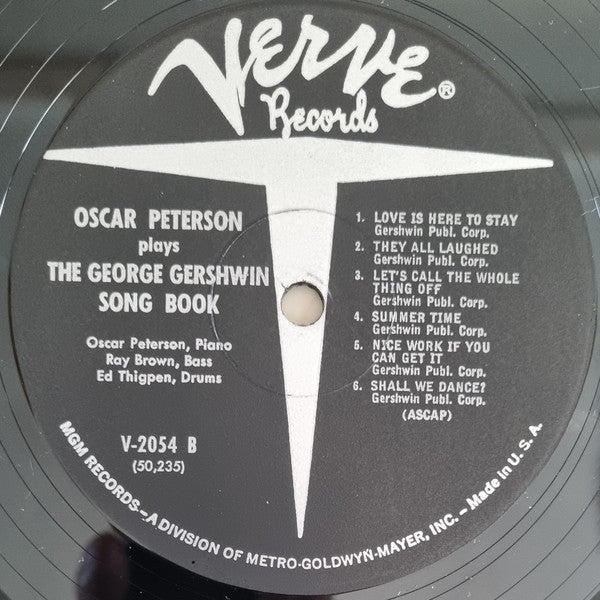 VERVE®
Records
OSCAR PETERSON
plays
THE GEORGE GERSHWIN
SONG BOOK
Oscar Peterson, Piano
Ray Brown, Bass
Ed Thigpen, Drums
V-2054 B
(50,235)
1. LOVE IS HERE TO STAY
Gershwin Publ. Corp.
2. THEY ALL LAUGHED
Gershwin Publ. Corp.
3. LET'S CALL THE WHOLE
THING OFF
Gershwin Publ. Corp.
4. SUMMER TIME
Gershwin Publ. Corp.
5. NICE WORK IF YOU
CAN GET IT
Gershwin Publ. Corp.
6. SHALL WE DANCE?
Gershwin Publ. Corp.
(ASCAP)
MGM RECORDS—A DIVISION OF METRO-GOLDWYN-MAYER, INC. – Made in U. S. A.